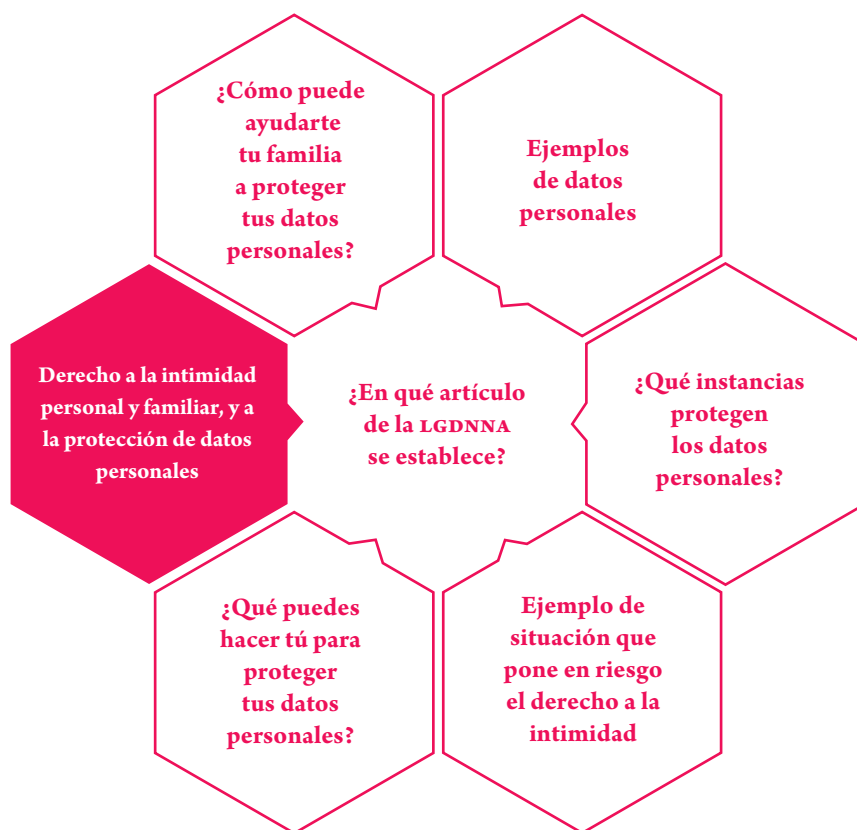 ¿Cómo puede
ayudarte
tu familia
a proteger
tus datos
personales?
Ejemplos
de datos
personales
Derecho a la intimidad
personal y familiar, y a
la protección de datos
personales
¿En qué artículo
de la LGDNNA
se establece?
¿Qué instancias
protegen
los datos
personales?
¿Qué puedes
hacer tú para
proteger
tus datos
personales?
Ejemplo de
situación que
pone en riesgo
el derecho a la
intimidad